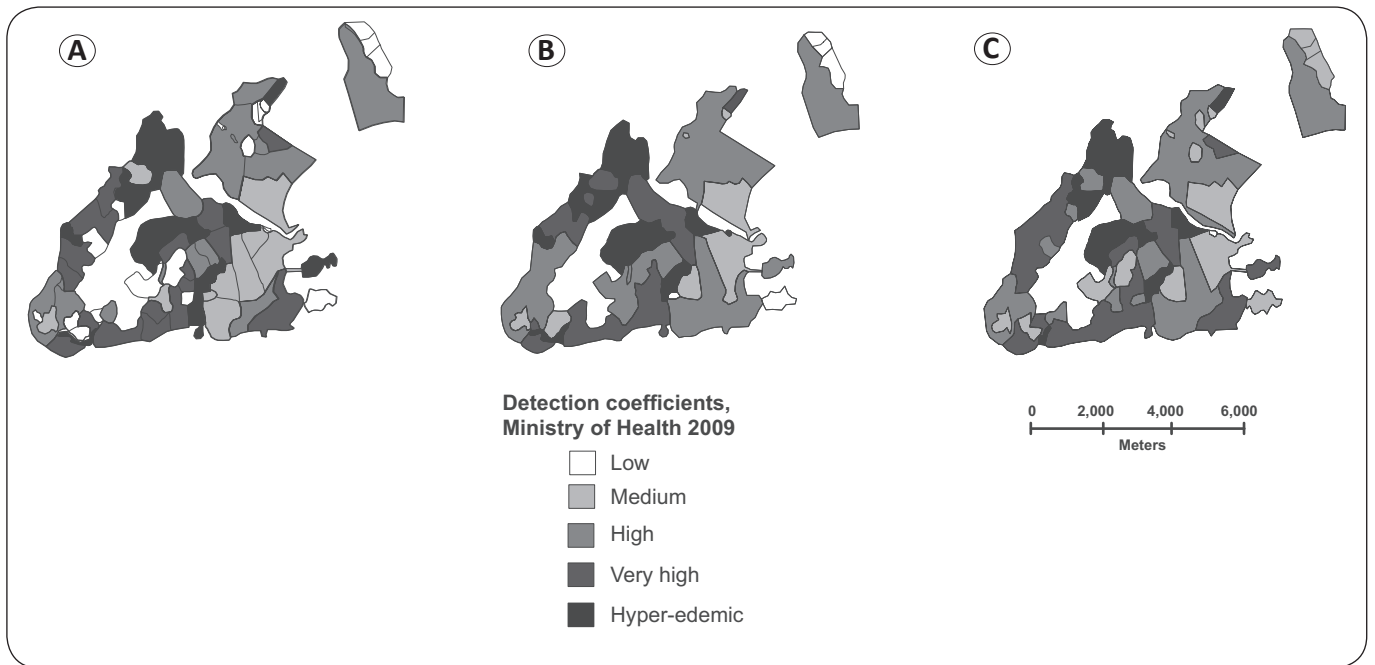 A
B
C
Detection coefficients,
Ministry of Health 2009
Low
Medium
High
Very high
Hyper-edemic
0 2,000 4,000 6,000
Meters